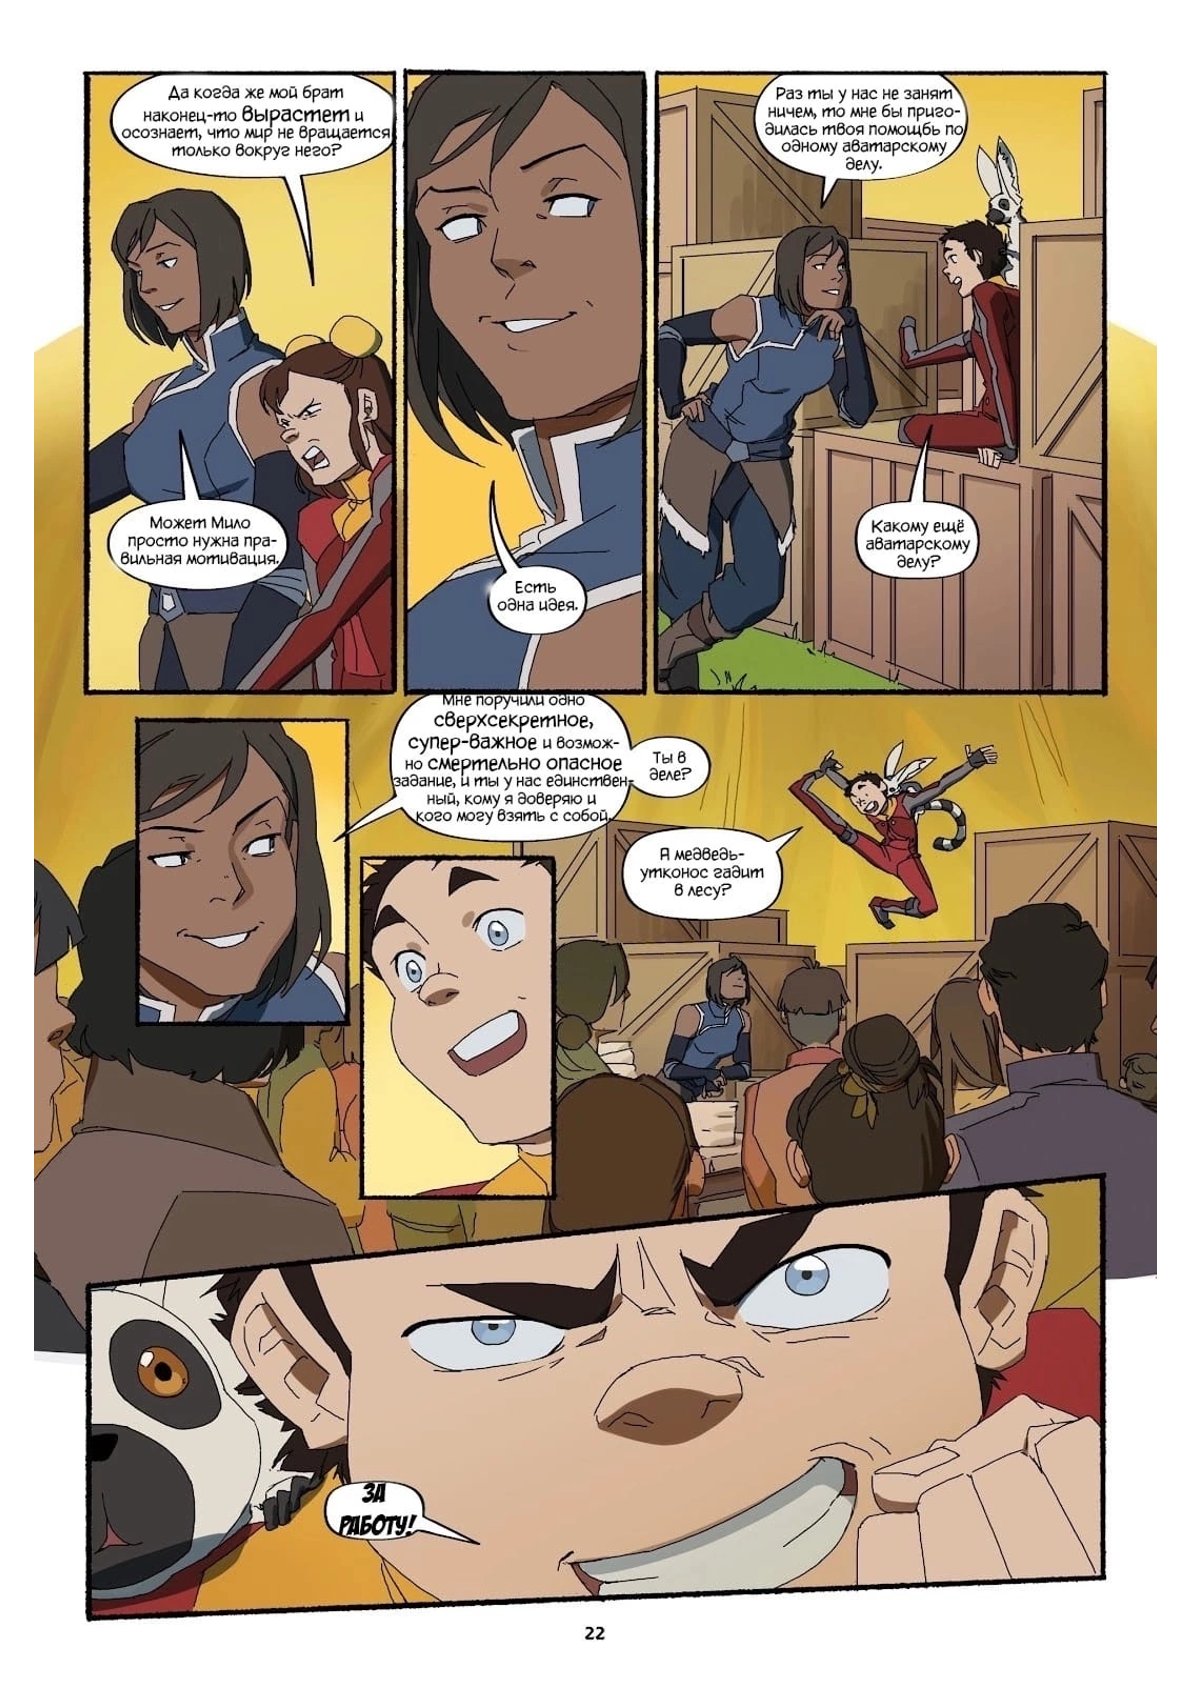 Да когда же мой брат
наконец-то вырастет и
осознает, что мир не вращается
только вокруг него?
Может Мило
просто нужна пра-
вильная мотивация.
Есть
одна идея.
Раз ты у нас не занят
ничем, то мне бы приго-
дилась твоя помощбь по
одному аватарскому
делу.
Какому ещё
аватарскому
делу?
Мне поручили одно
сверхсекретное,
супер-важное и возмож-
но смертельно опасное
задание, и ты у нас единствен-
ный, кому я доверяю и
кого могу взять с собой.
Ты в
деле?
А медведь-
утконос гадит
в лесу?
ЗА
РАБОТУ!
22